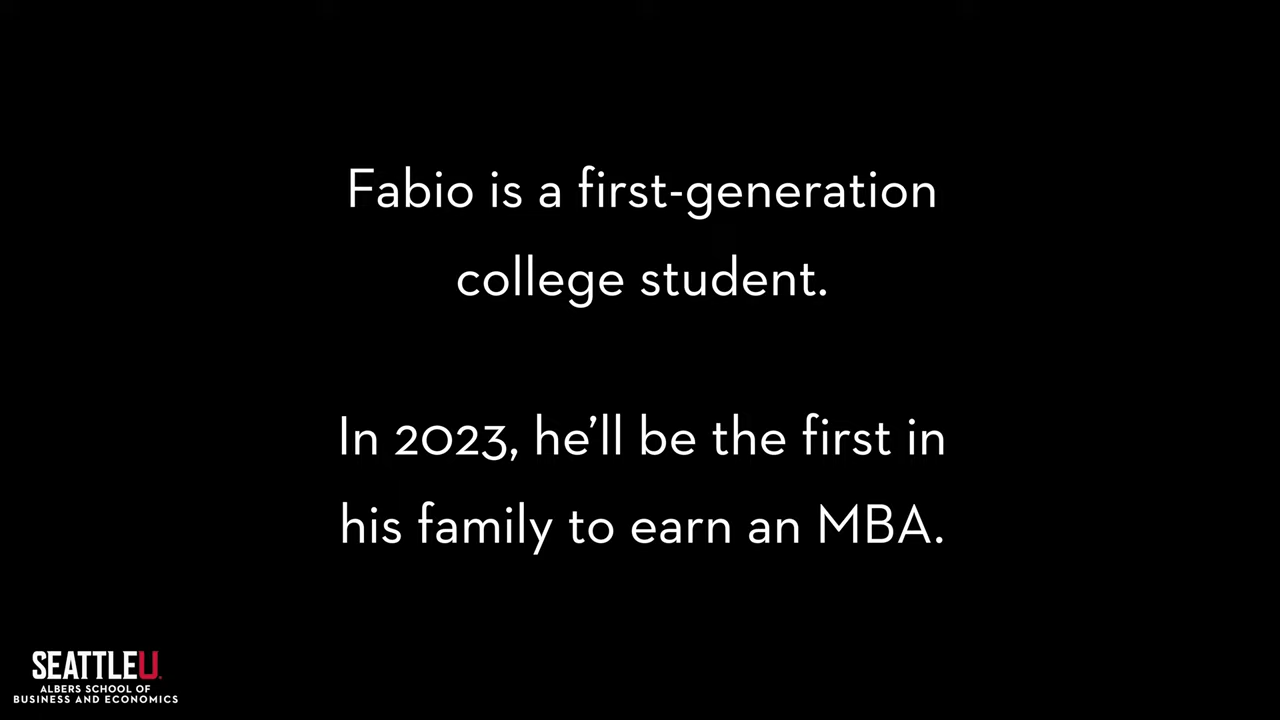 Fabio is a first-generation
college student.
In 2023, he’ll be the first in
his family to earn an MBA.
SEATTLEU
ALBERS SCHOOL OF
BUSINESS AND ECONOMICS